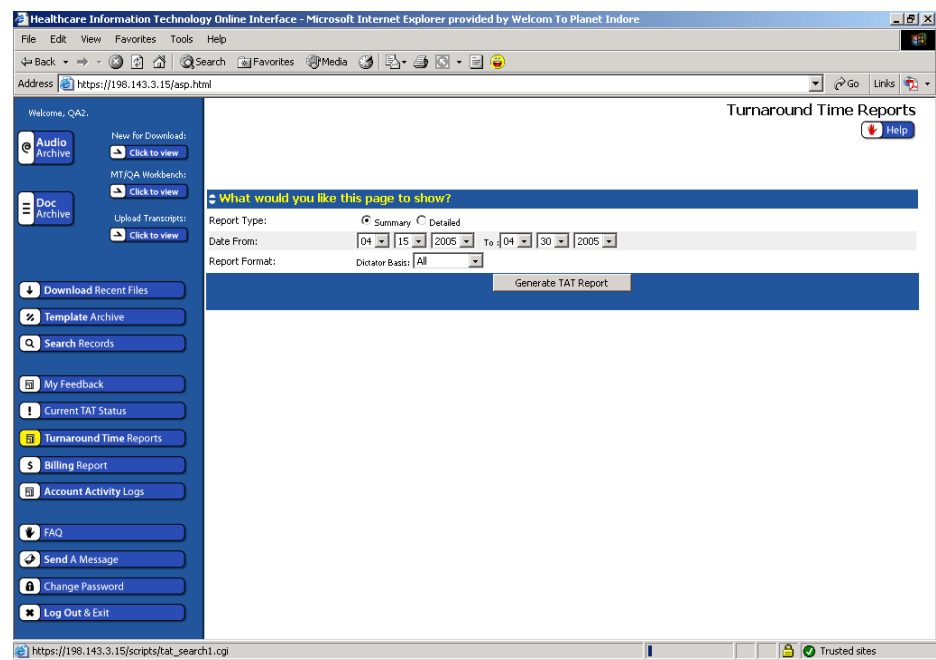 Healthcare Information Technology Online Interface - Microsoft Internet Explorer provided by Welcom To Planet Indore
File Edit View Favorites Tools Help
Back Search Favorites Media
Address https://198.143.3.15/asp.html Go Links
Welcome, QA2.
Turnaround Time Reports
Help
Audio Archive
New for Download:
Click to view
MT/QA Workbench:
Click to view
Doc Archive
Upload Transcripts:
Click to view
What would you like this page to show?
Report Type: Summary Detailed
Date From: 04 15 2005 To : 04 30 2005
Report Format: Dictator Basis: All
Generate TAT Report
Download Recent Files
Template Archive
Search Records
My Feedback
Current TAT Status
Turnaround Time Reports
Billing Report
Account Activity Logs
FAQ
Send A Message
Change Password
Log Out & Exit
https://198.143.3.15/scripts/tat_search1.cgi Trusted sites